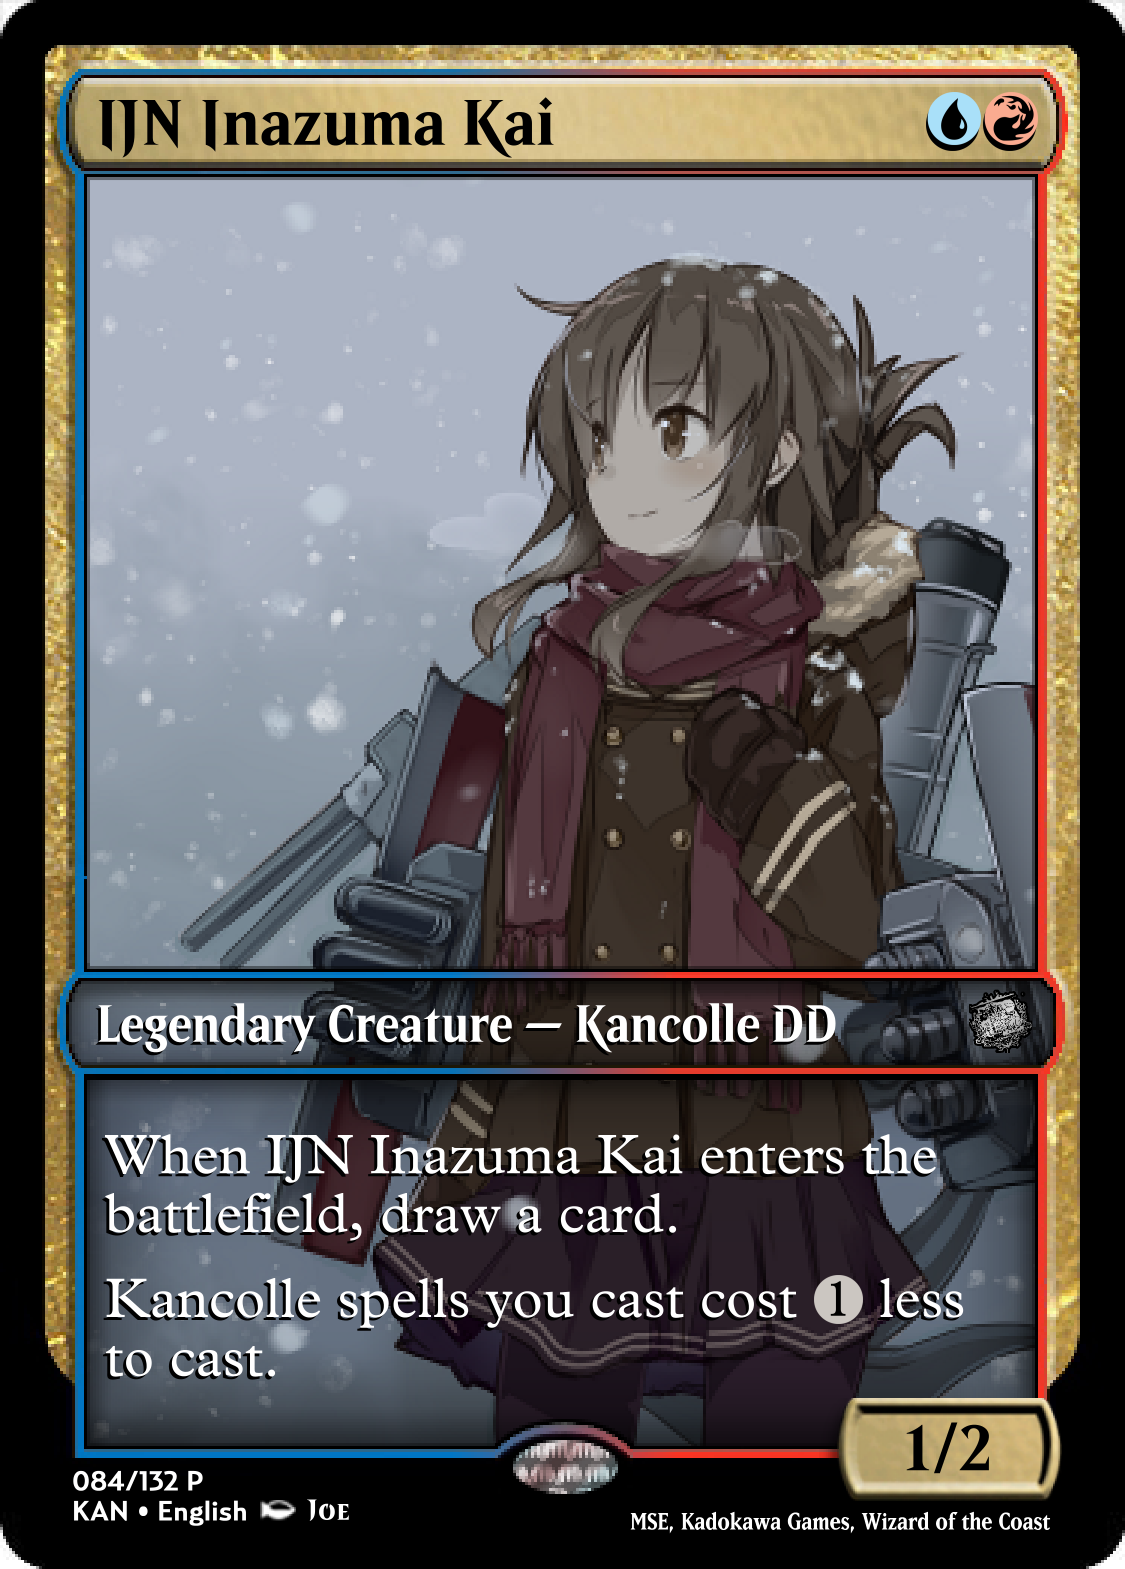 IJN Inazuma Kai
Legendary Creature — Kancolle DD
When IJN Inazuma Kai enters the
battlefield, draw a card.
Kancolle spells you cast cost 1 less
to cast.
1/2
084/132 P
KAN • English JOE
MSE, Kadokawa Games, Wizard of the Coast